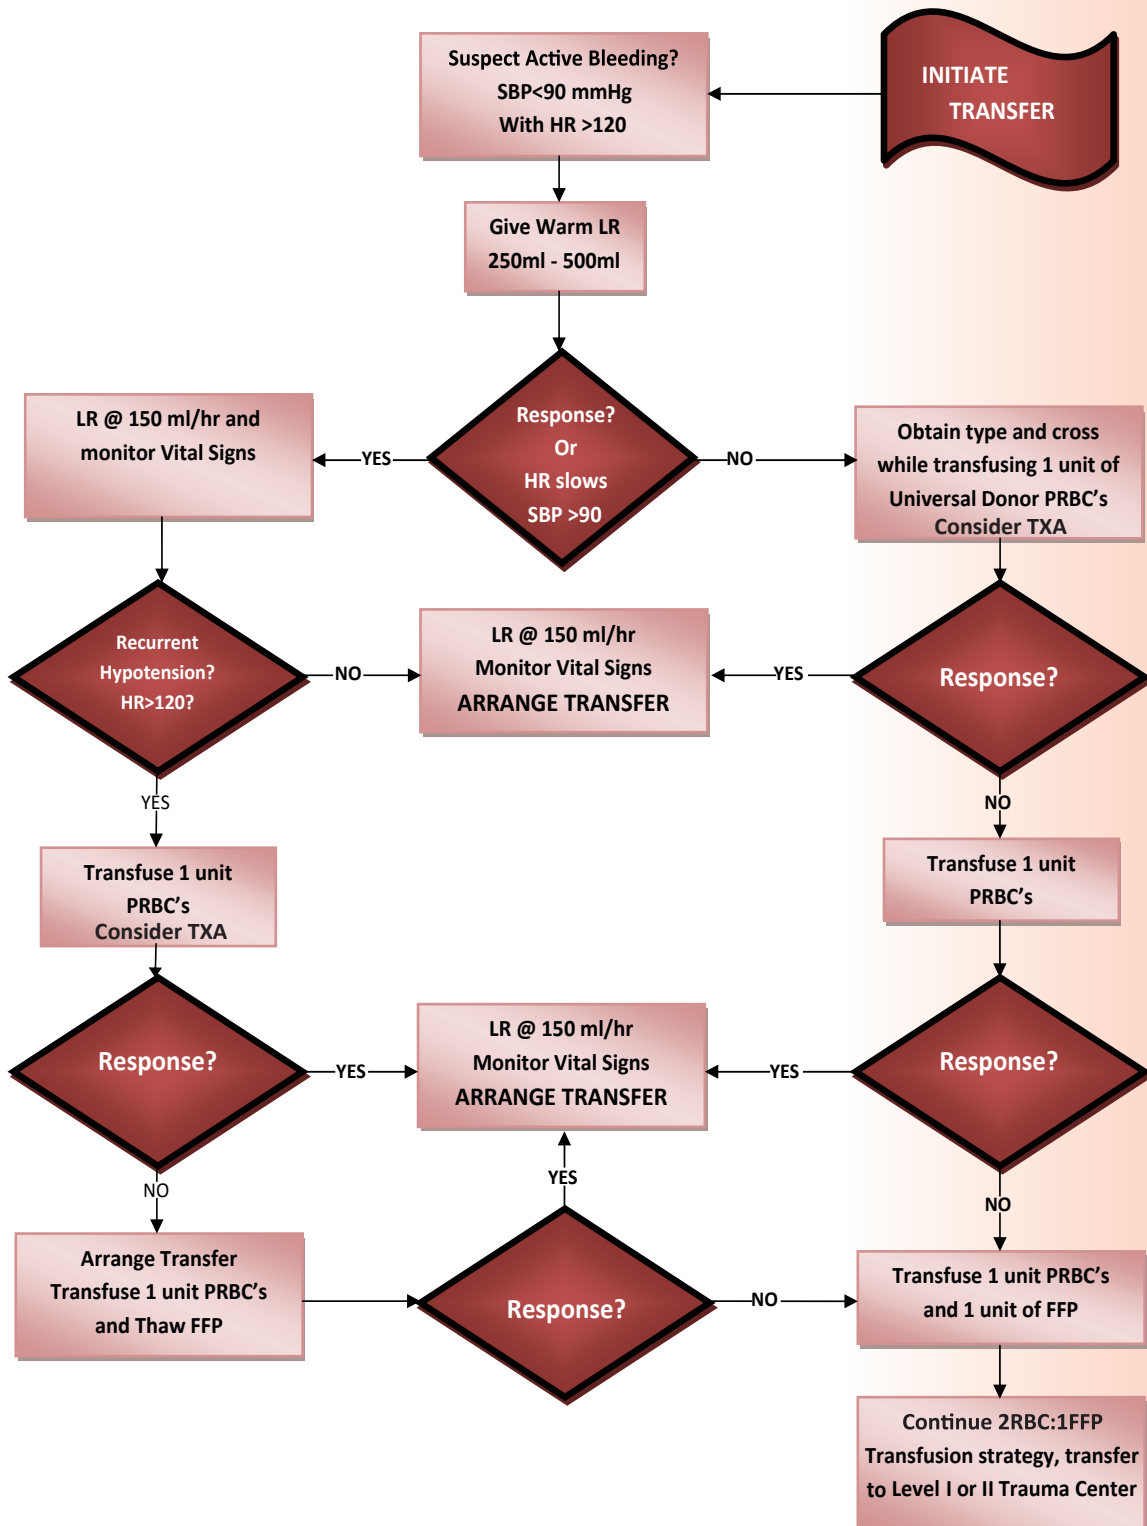 Suspect Active Bleeding?
SBP<90 mmHg
With HR >120
INITIATE
TRANSFER
Give Warm LR
250ml - 500ml
LR @ 150 ml/hr and
monitor Vital Signs
YES
Response?
Or
HR slows
SBP >90
NO
Obtain type and cross
while transfusing 1 unit of
Universal Donor PRBC's
Consider TXA
Recurrent
Hypotension?
HR>120?
NO
LR @ 150 ml/hr
Monitor Vital Signs
ARRANGE TRANSFER
YES
Response?
YES
NO
Transfuse 1 unit
PRBC's
Consider TXA
Transfuse 1 unit
PRBC's
Response?
YES
LR @ 150 ml/hr
Monitor Vital Signs
ARRANGE TRANSFER
YES
Response?
NO
YES
NO
Arrange Transfer
Transfuse 1 unit PRBC's
and Thaw FFP
Response?
NO
Transfuse 1 unit PRBC's
and 1 unit of FFP
Continue 2RBC:1FFP
Transfusion strategy, transfer
to Level I or II Trauma Center